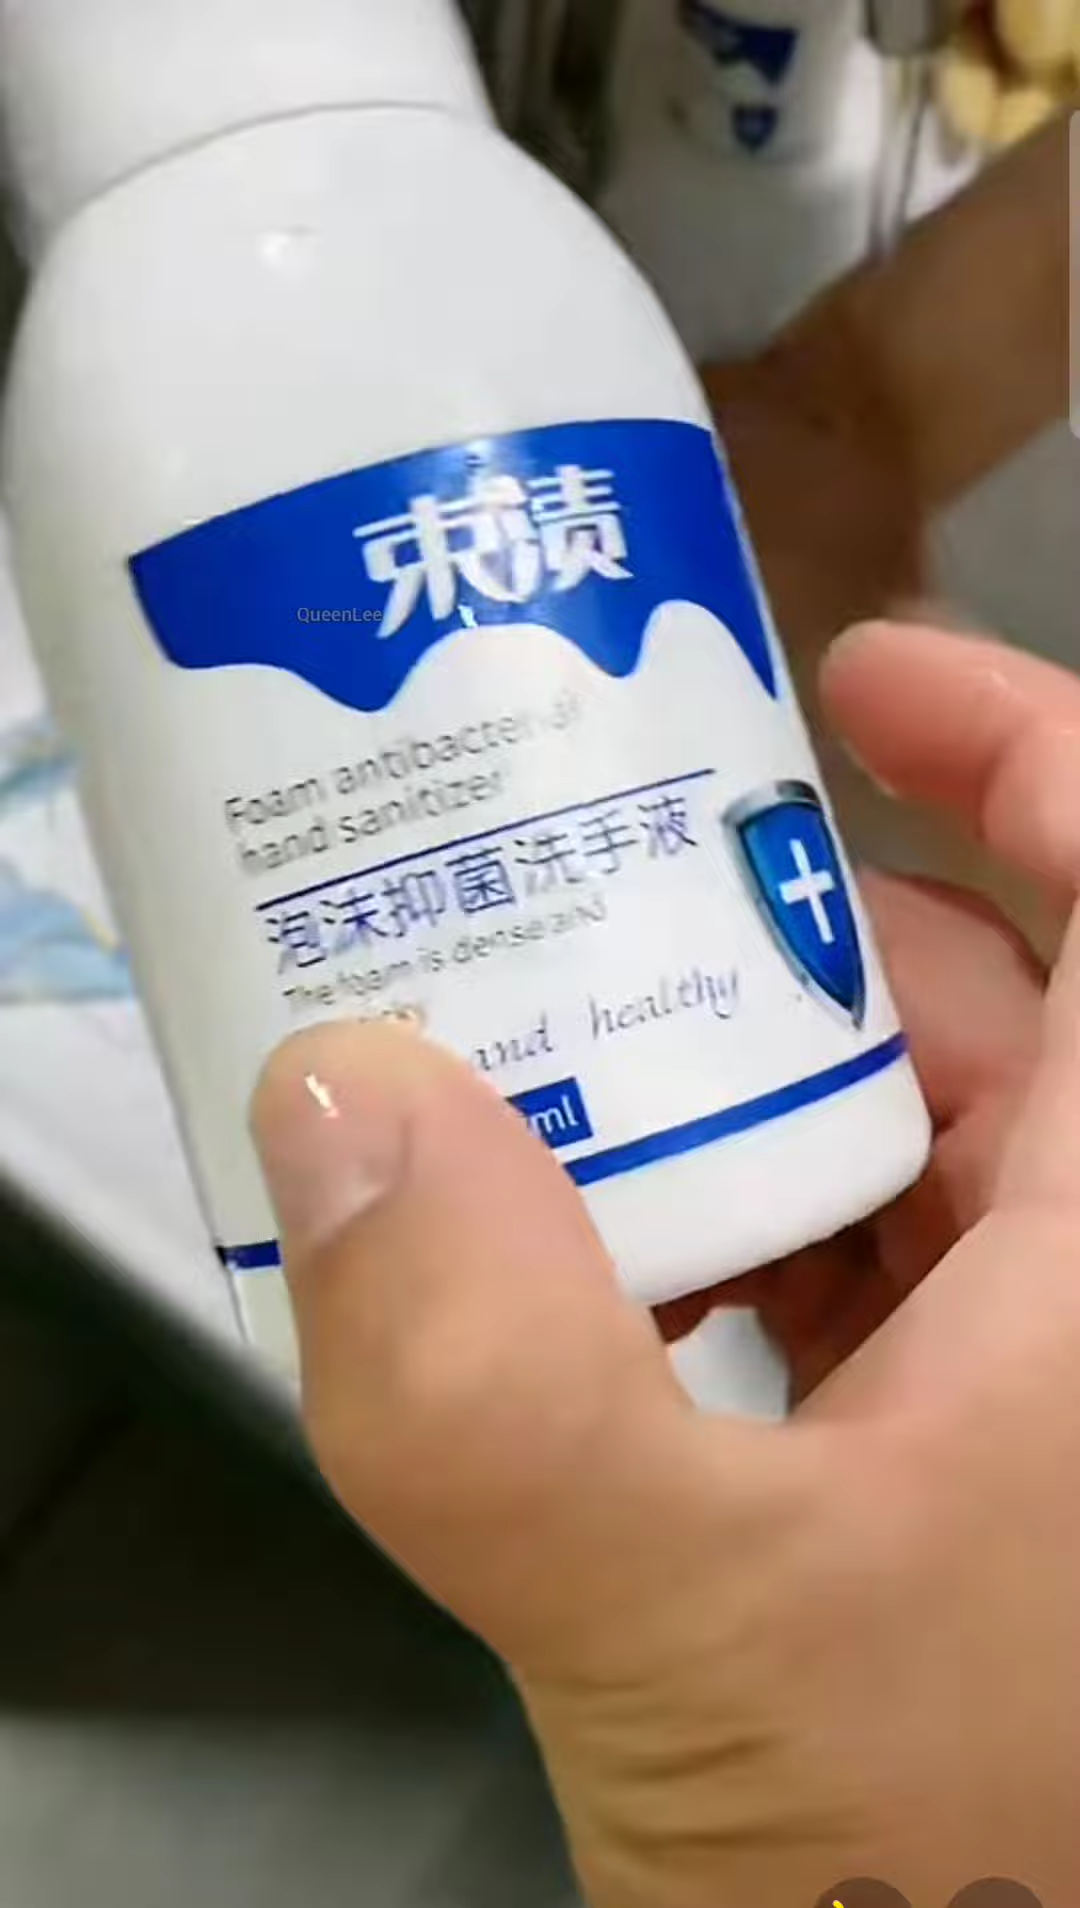 束渍
QueenLee
Foam antibacterial
hand sanitizer
泡沫抑菌洗手液
The foam is dense and
and healthy
ml